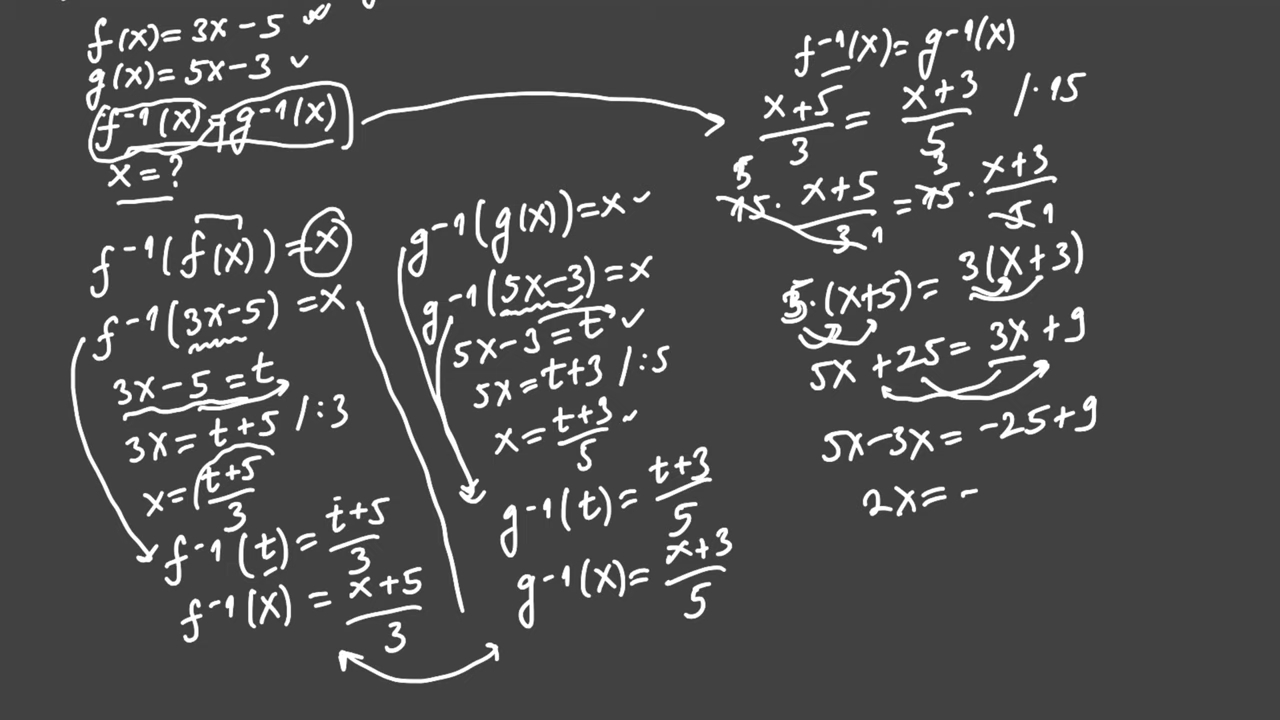 f(x) = 3x - 5
g(x) = 5x - 3
f⁻¹(x) = g⁻¹(x)
x = ?
f⁻¹(f(x)) = x
f⁻¹(3x - 5) = x
3x - 5 = t
3x = t + 5 / : 3
x = (t + 5)/3
f⁻¹(t) = (t + 5)/3
f⁻¹(x) = (x + 5)/3
g⁻¹(g(x)) = x
g⁻¹(5x - 3) = x
5x - 3 = t
5x = t + 3 / : 5
x = (t + 3)/5
g⁻¹(t) = (t + 3)/5
g⁻¹(x) = (x + 3)/5
f⁻¹(x) = g⁻¹(x)
(x + 5)/3 = (x + 3)/5 / · 15
15 · (x + 5)/3 = 15 · (x + 3)/5
5 · (x + 5) = 3(x + 3)
5x + 25 = 3x + 9
5x - 3x = -25 + 9
2x = -